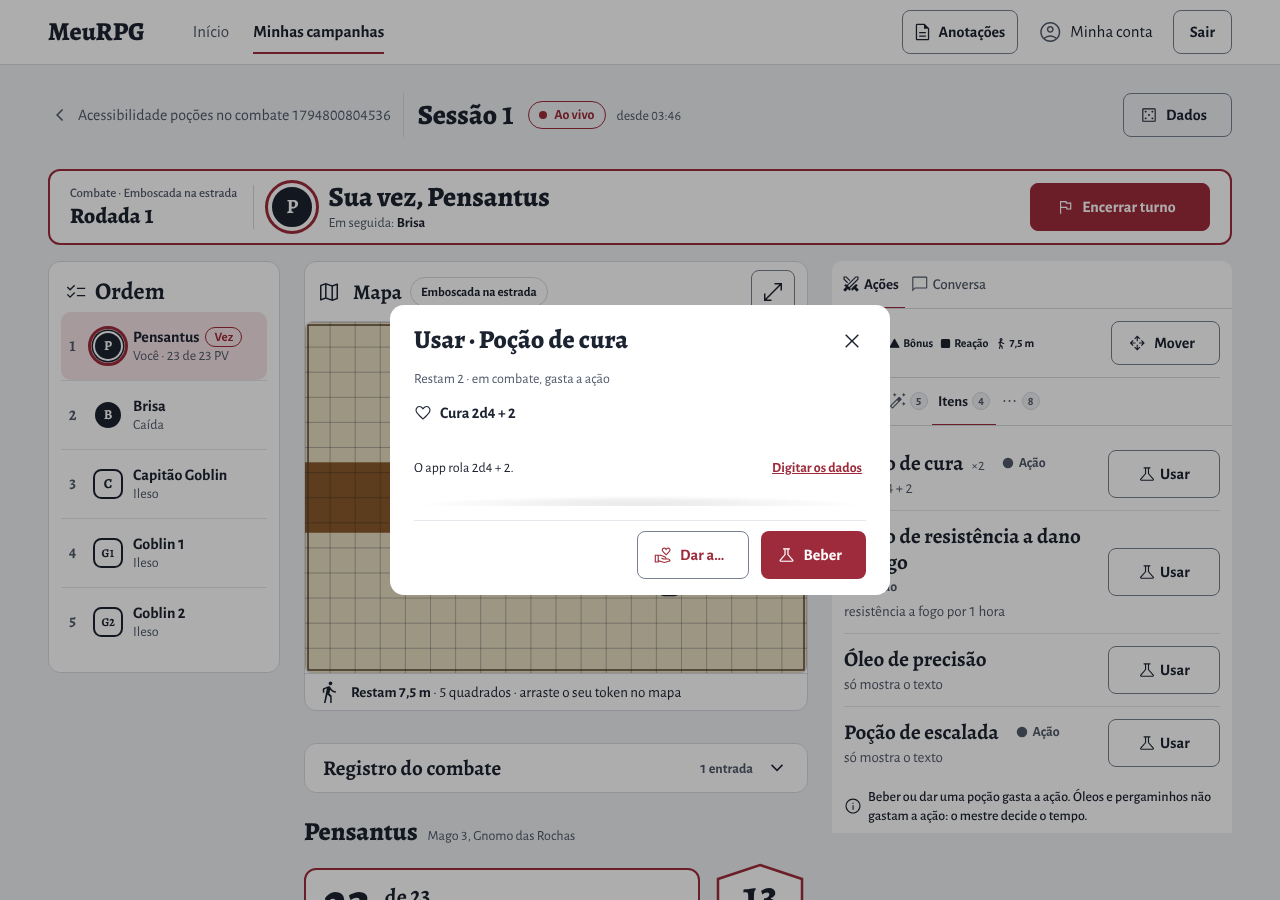 MeuRPG
Início
Minhas campanhas
Anotações
Minha conta
Sair
Acessibilidade poções no combate 1794800804536
Sessão 1
Ao vivo
desde 03:46
Dados
Combate · Emboscada na estrada
Rodada 1
P
Sua vez, Pensantus
Em seguida: Brisa
Encerrar turno
Ordem
1
P
Pensantus
Vez
Você · 23 de 23 PV
2
B
Brisa
Caída
3
C
Capitão Goblin
Ileso
4
G1
Goblin 1
Ileso
5
G2
Goblin 2
Ileso
Mapa
Emboscada na estrada
Restam 7,5 m · 5 quadrados · arraste o seu token no mapa
Registro do combate
1 entrada
Pensantus
Mago 3, Gnomo das Rochas
de 23
Usar · Poção de cura
Restam 2 · em combate, gasta a ação
Cura 2d4 + 2
O app rola 2d4 + 2.
Digitar os dados
Dar a...
Beber
Ações
Conversa
Bônus
Reação
7,5 m
Mover
5
Itens
4
8
de cura
×2
Ação
+ 2
Usar
de resistência a dano
resistência a fogo por 1 hora
Usar
Óleo de precisão
só mostra o texto
Usar
Poção de escalada
Ação
só mostra o texto
Usar
Beber ou dar uma poção gasta a ação. Óleos e pergaminhos não
gastam a ação: o mestre decide o tempo.